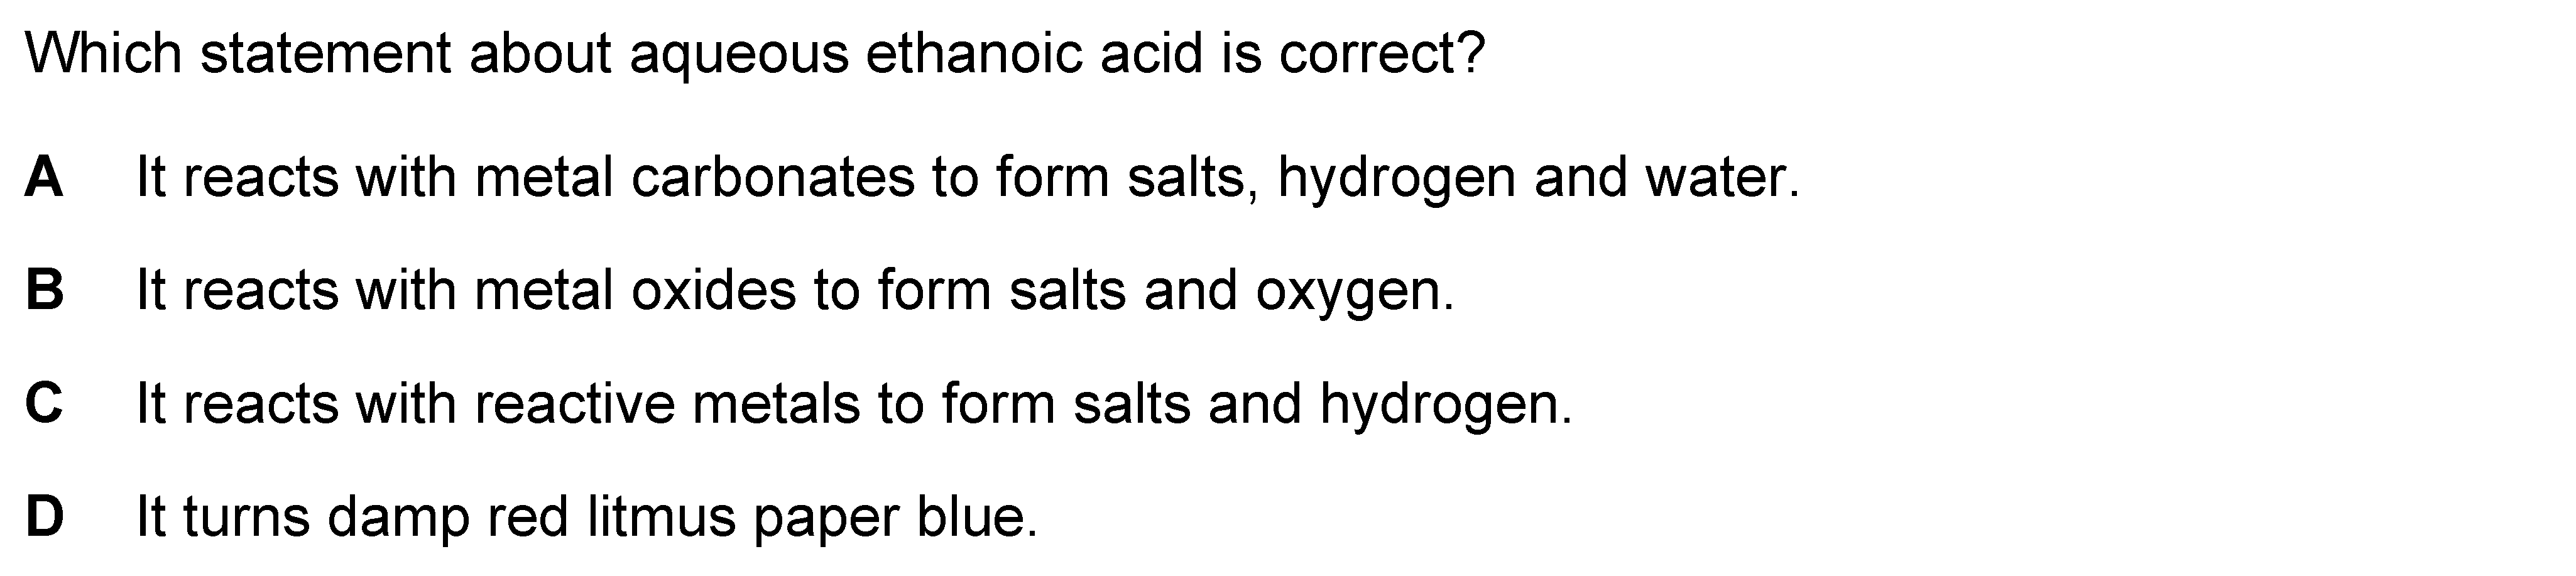 Which statement about aqueous ethanoic acid is correct?
A It reacts with metal carbonates to form salts, hydrogen and water.
B It reacts with metal oxides to form salts and oxygen.
C It reacts with reactive metals to form salts and hydrogen.
D It turns damp red litmus paper blue.